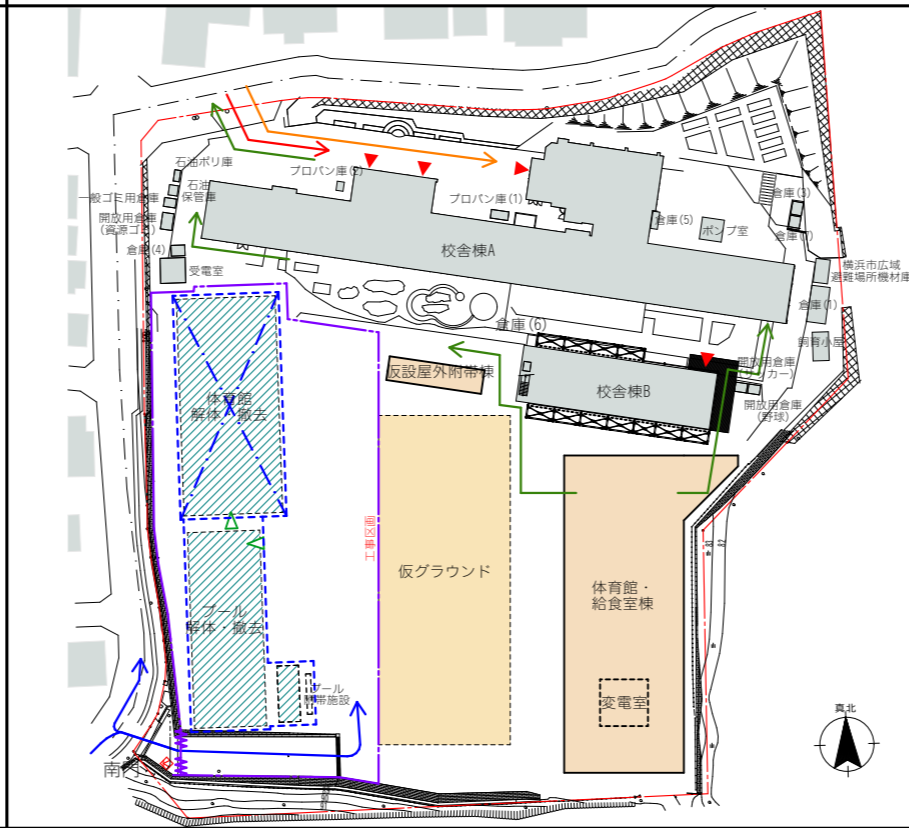 石油ポリ庫
プロパン庫(2)
石油
保管庫
一般ゴミ用倉庫
開放用倉庫
(資源ゴミ)
倉庫(4)
受電室
プロパン庫(1)
校舎棟A
倉庫(5)
ポンプ室
倉庫(3)
横浜市広域
避難場所機材庫
倉庫(1)
飼育小屋
倉庫(6)
仮設屋外附帯棟
校舎棟B
開放用倉庫
開放用倉庫
(野球)
体育館
解体・撤去
工事区画
仮グラウンド
体育館・
給食室棟
プール
解体・撤去
プール
附帯施設
変電室
真北
南門
83
82